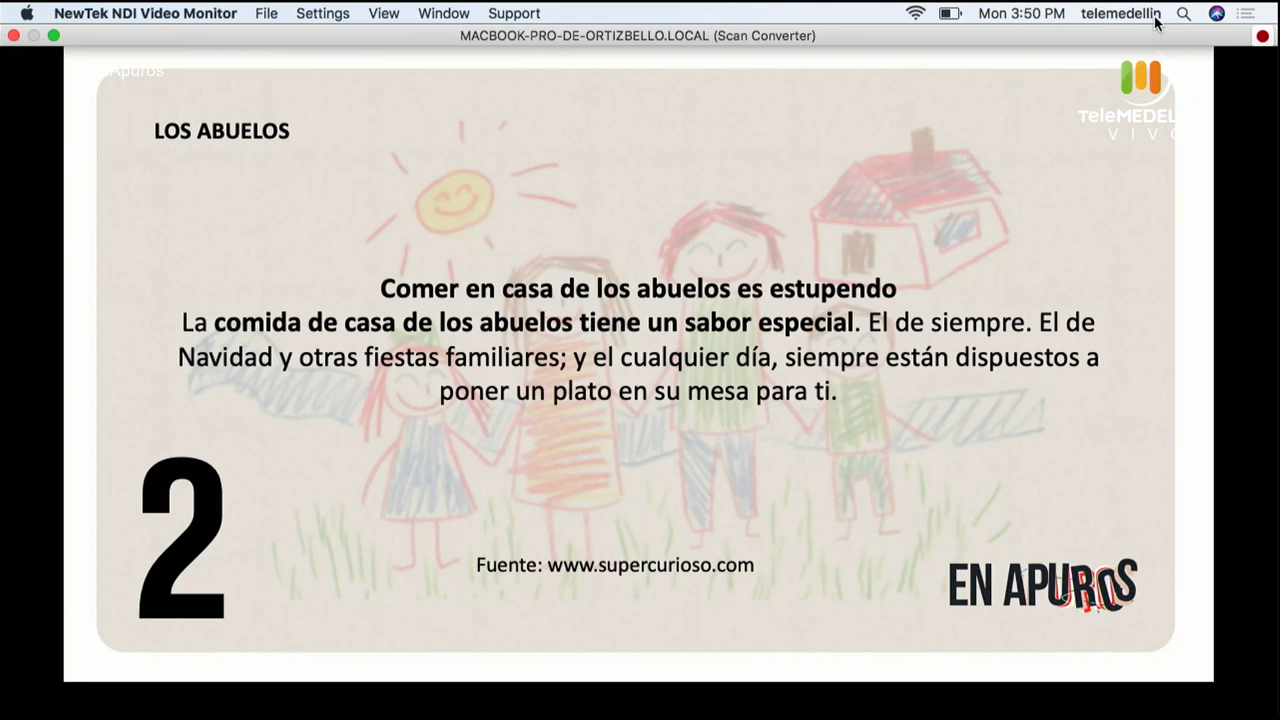 NewTek NDI Video Monitor File Settings View Window Support Mon 3:50 PM telemedellin
MACBOOK-PRO-DE-ORTIZBELLO.LOCAL (Scan Converter)
Apuros
TeleMEDEL
VIVO
LOS ABUELOS
Comer en casa de los abuelos es estupendo
La comida de casa de los abuelos tiene un sabor especial. El de siempre. El de
Navidad y otras fiestas familiares; y el cualquier día, siempre están dispuestos a
poner un plato en su mesa para ti.
2
Fuente: www.supercurioso.com
EN APUROS